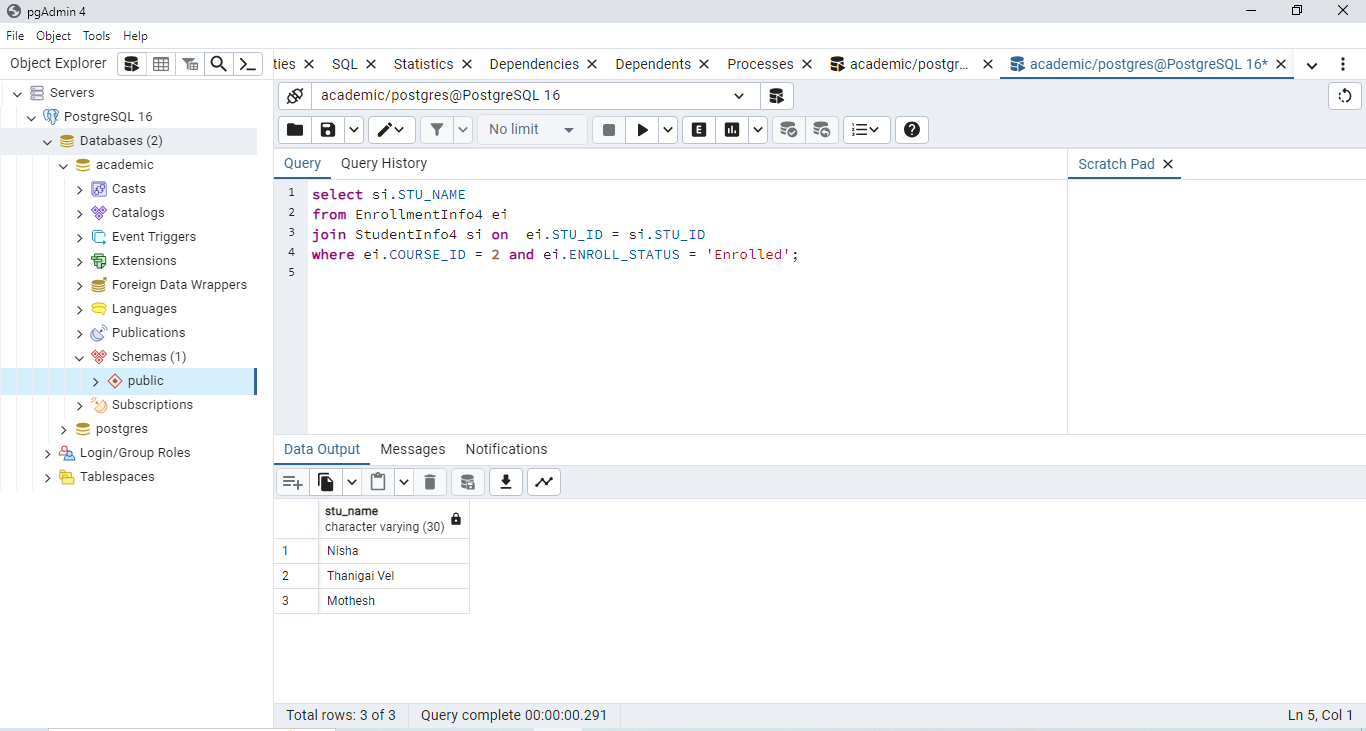 pgAdmin 4
File Object Tools Help
Object Explorer
ties SQL Statistics Dependencies Dependents Processes academic/postgr... academic/postgres@PostgreSQL 16*
Servers
PostgreSQL 16
Databases (2)
academic
Casts
Catalogs
Event Triggers
Extensions
Foreign Data Wrappers
Languages
Publications
Schemas (1)
public
Subscriptions
postgres
Login/Group Roles
Tablespaces
academic/postgres@PostgreSQL 16
No limit
E
Query Query History
Scratch Pad
1 select si.STU_NAME
2 from EnrollmentInfo4 ei
3 join StudentInfo4 si on  ei.STU_ID = si.STU_ID
4 where ei.COURSE_ID = 2 and ei.ENROLL_STATUS = 'Enrolled';
5
Data Output Messages Notifications
stu_name
character varying (30)
1 Nisha
2 Thanigai Vel
3 Mothesh
Total rows: 3 of 3 Query complete 00:00:00.291 Ln 5, Col 1